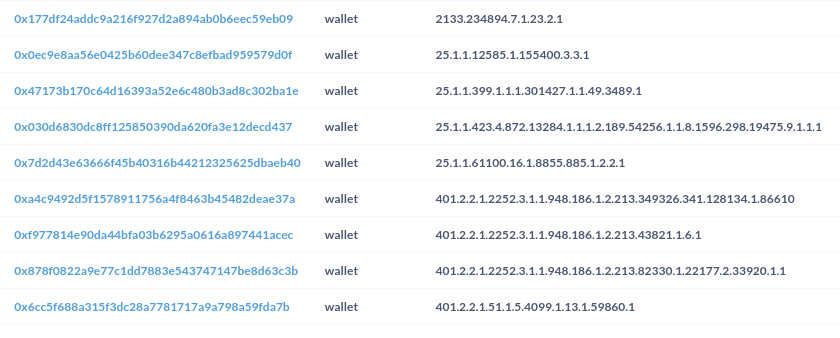 0x177df24addc9a216f927d2a894ab0b6eec59eb09 wallet 2133.234894.7.1.23.2.1
0x0ec9e8aa56e0425b60dee347c8efbad959579d0f wallet 25.1.1.12585.1.155400.3.3.1
0x47173b170c64d16393a52e6c480b3ad8c302ba1e wallet 25.1.1.399.1.1.1.301427.1.1.49.3489.1
0x030d6830dc8ff125850390da620fa3e12decd437 wallet 25.1.1.423.4.872.13284.1.1.1.2.189.54256.1.1.8.1596.298.19475.9.1.1.1
0x7d2d43e63666f45b40316b44212325625dbaeb40 wallet 25.1.1.61100.16.1.8855.885.1.2.2.1
0xa4c9492d5f1578911756a4f8463b45482deae37a wallet 401.2.2.1.2252.3.1.1.948.186.1.2.213.349326.341.128134.1.86610
0xf977814e90da44bfa03b6295a0616a897441acec wallet 401.2.2.1.2252.3.1.1.948.186.1.2.213.43821.1.6.1
0x878f0822a9e77c1dd7883e543747147be8d63c3b wallet 401.2.2.1.2252.3.1.1.948.186.1.2.213.82330.1.22177.2.33920.1.1
0x6cc5f688a315f3dc28a7781717a9a798a59fda7b wallet 401.2.2.1.51.1.5.4099.1.13.1.59860.1